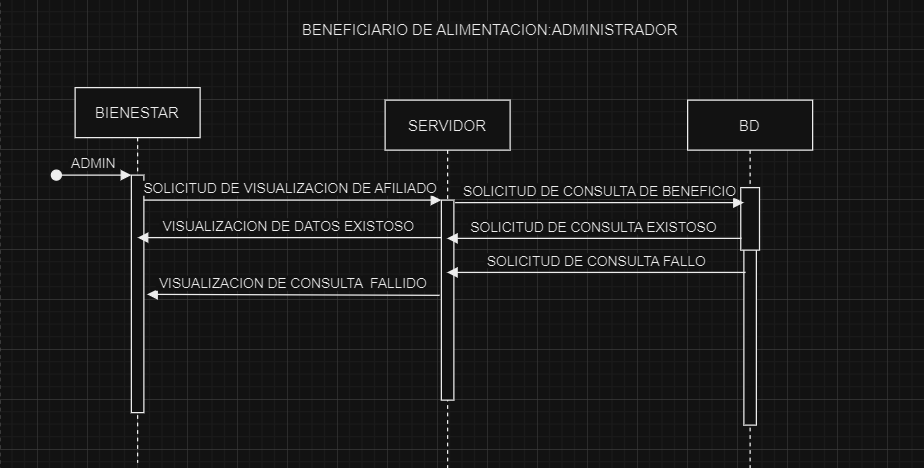 BENEFICIARIO DE ALIMENTACION:ADMINISTRADOR
BIENESTAR
SERVIDOR
BD
ADMIN
SOLICITUD DE VISUALIZACION DE AFILIADO
SOLICITUD DE CONSULTA DE BENEFICIO
VISUALIZACION DE DATOS EXISTOSO
SOLICITUD DE CONSULTA EXISTOSO
SOLICITUD DE CONSULTA FALLO
VISUALIZACION DE CONSULTA  FALLIDO